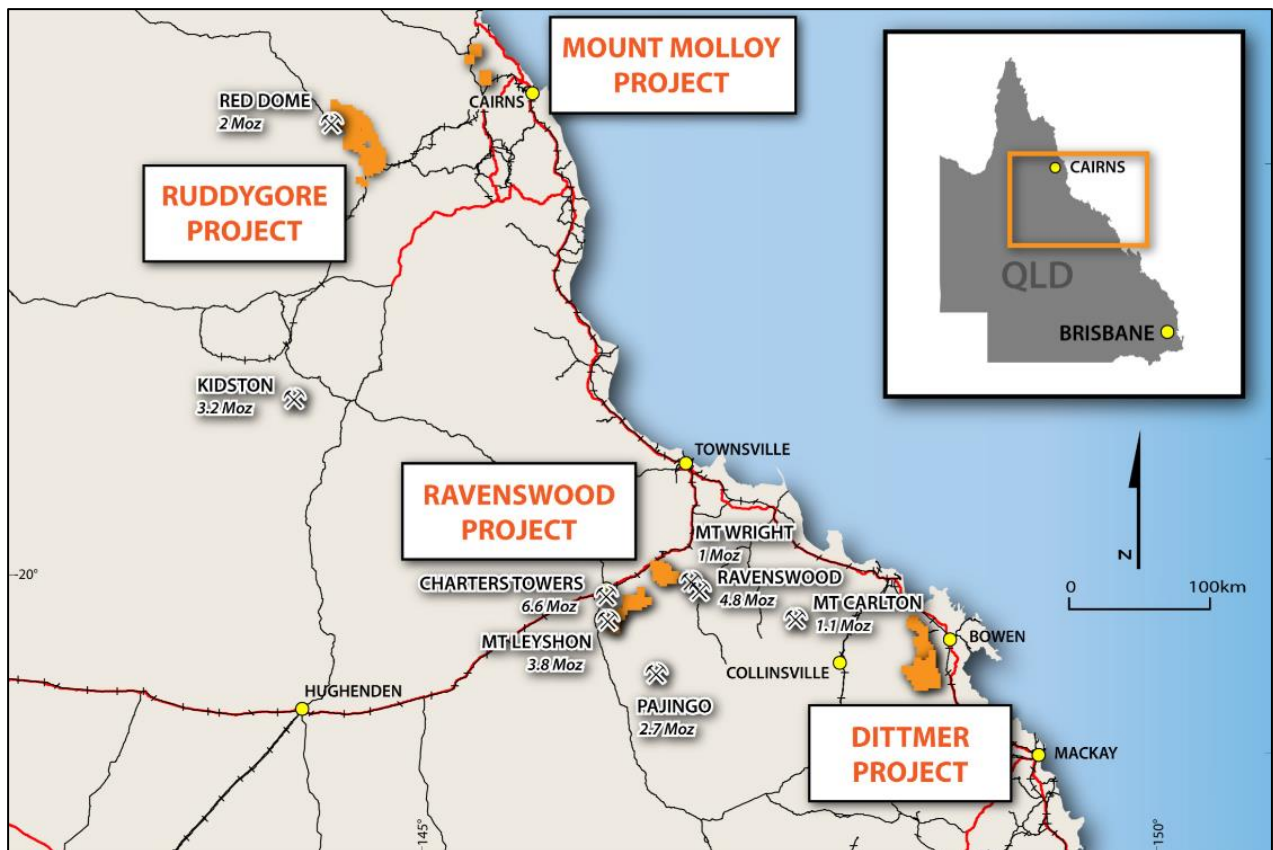 MOUNT MOLLOY
PROJECT
CAIRNS
RED DOME
2 Moz
RUDDYGORE
PROJECT
CAIRNS
QLD
BRISBANE
KIDSTON
3.2 Moz
TOWNSVILLE
RAVENSWOOD
PROJECT
MT WRIGHT
1 Moz
N
20°
CHARTERS TOWERS
6.6 Moz
RAVENSWOOD
4.8 Moz
MT CARLTON
1.1 Moz
0 100km
MT LEYSHON
3.8 Moz
BOWEN
COLLINSVILLE
HUGHENDEN
PAJINGO
2.7 Moz
DITTMER
PROJECT
MACKAY
145°
150°